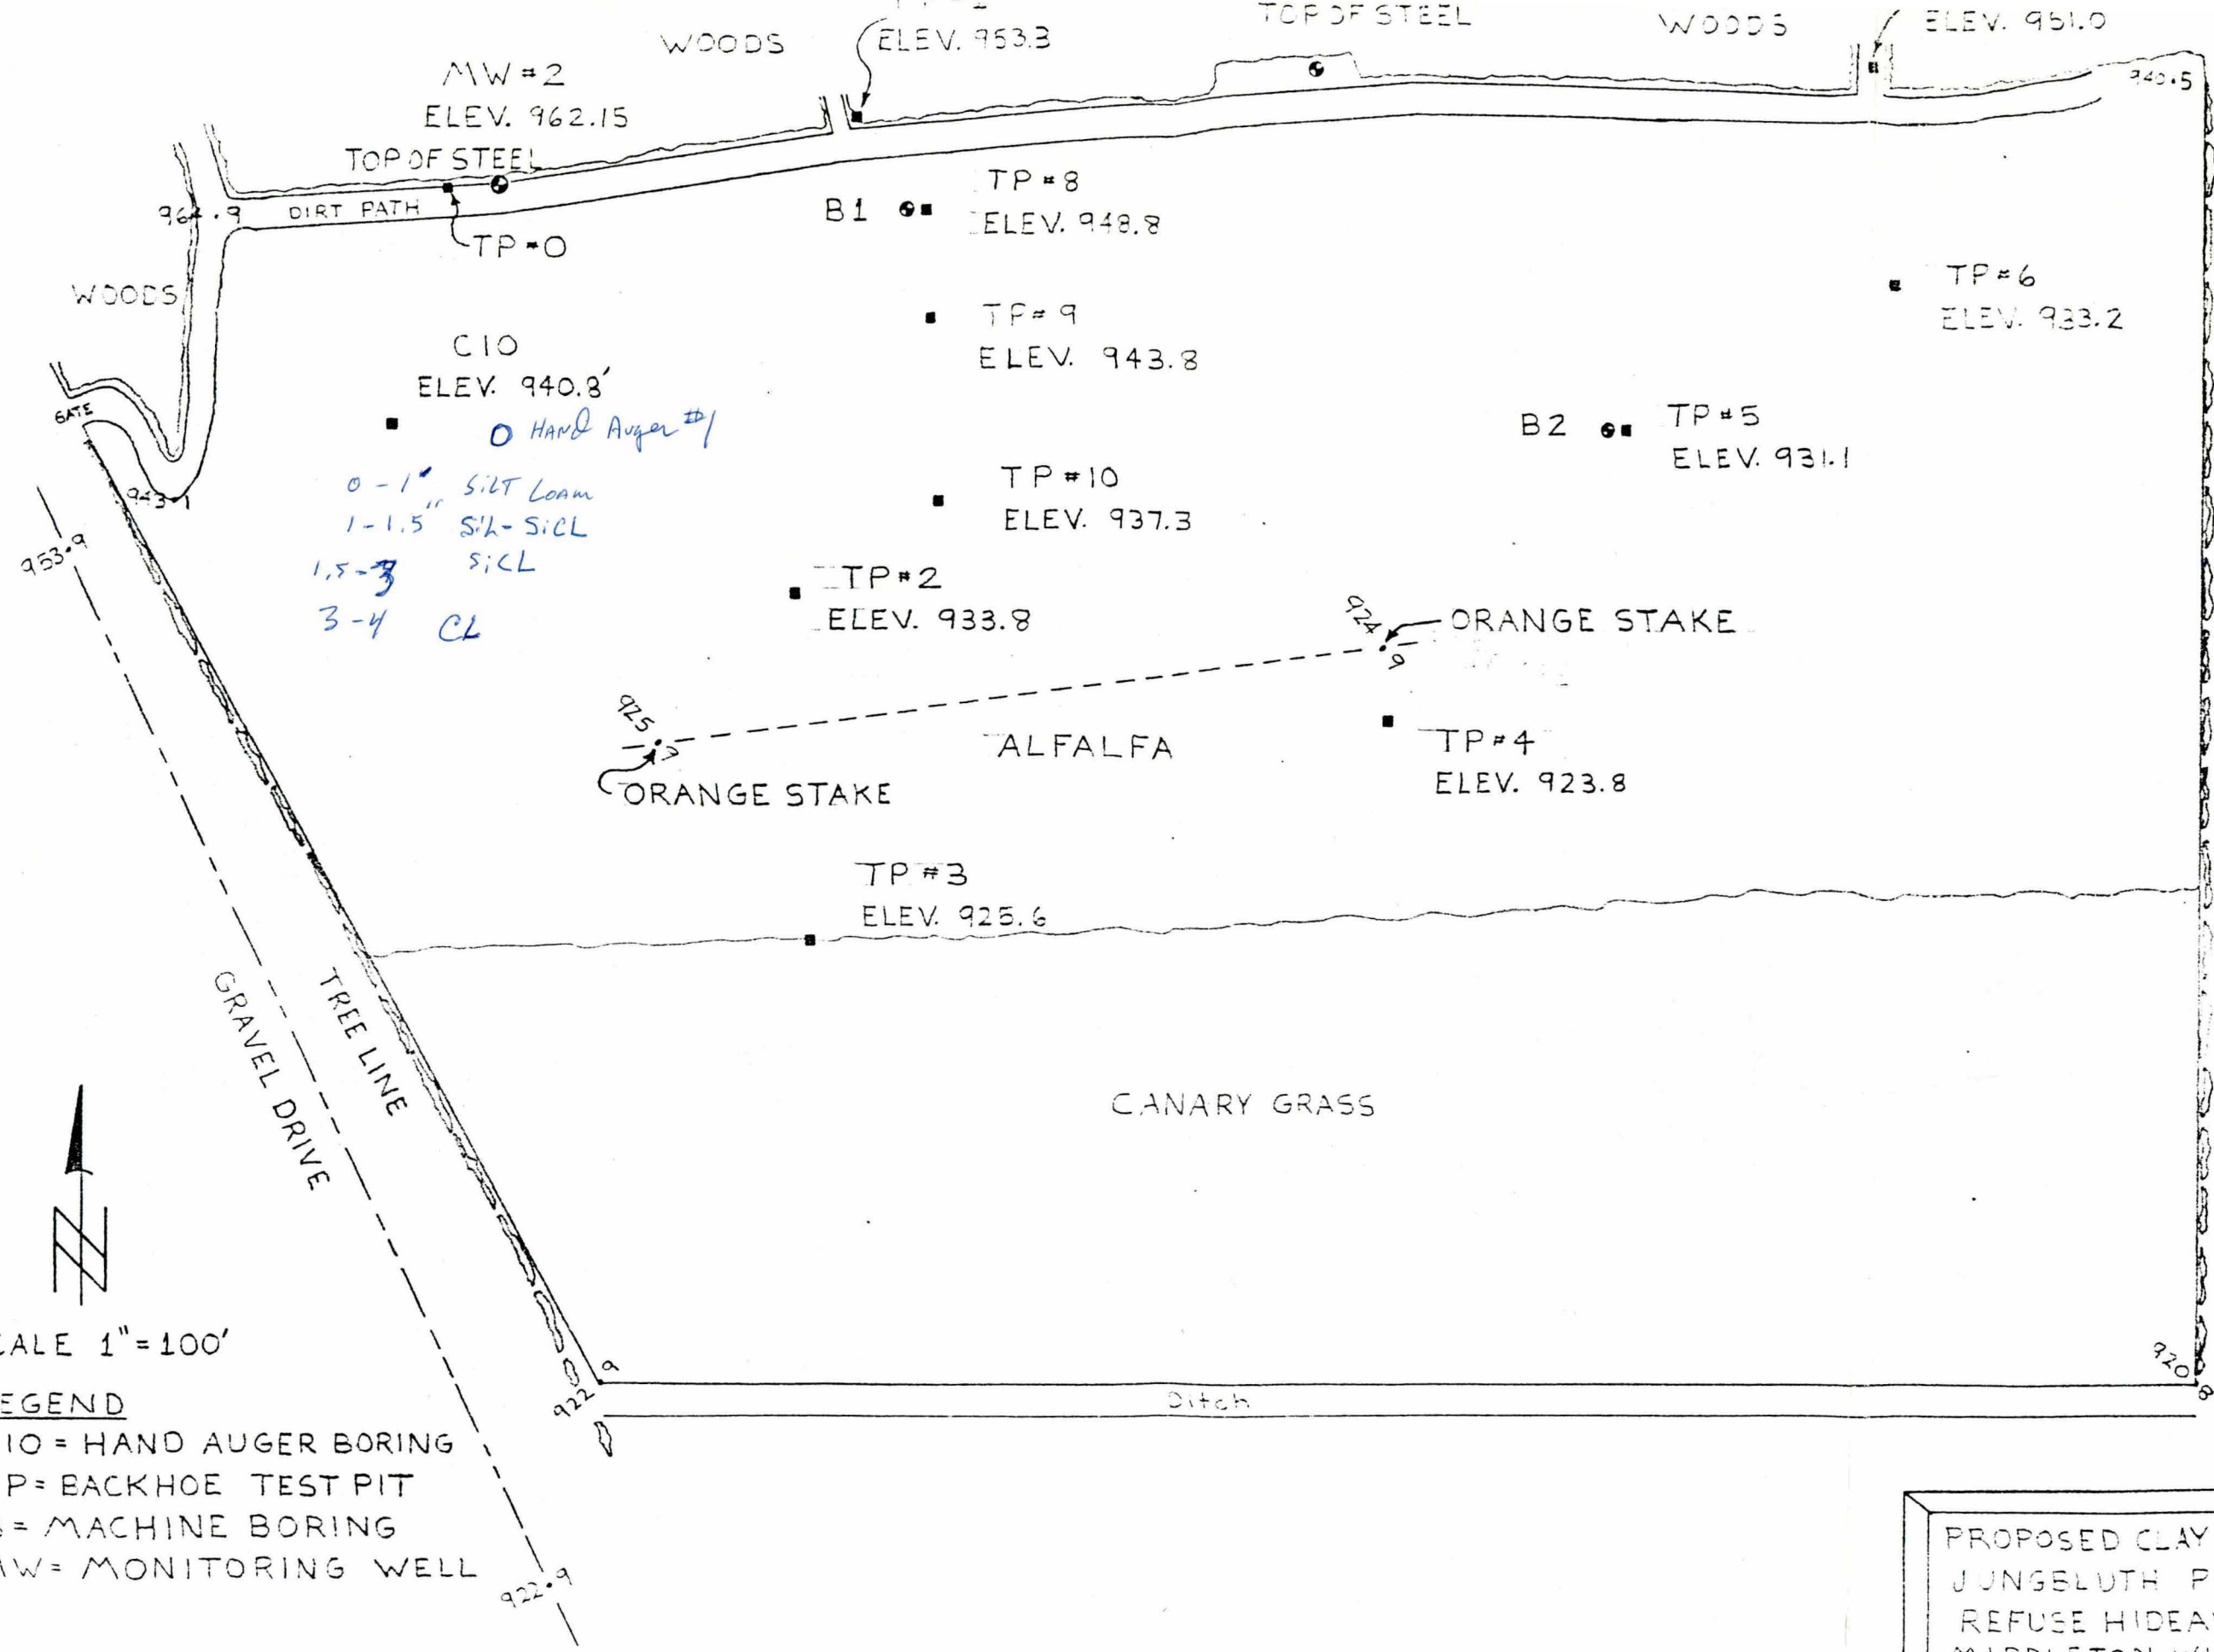 WOODS
ELEV. 953.3
TOP OF STEEL
WOODS
ELEV. 951.0
940.5
MW #2
ELEV. 962.15
TOP OF STEEL
DIRT PATH
TP #0
B1
TP #8
ELEV. 948.8
WOODS
TP #9
ELEV. 943.8
TP #6
ELEV. 933.2
C10
ELEV. 940.8'
GATE
O HAND Auger #1
0 - 1' SiLT LOAM
1 - 1.5" SiL - SiCL
1.5 - 3 SiCL
3 - 4 CL
943.1
953.9
B2
TP #5
ELEV. 931.1
TP #10
ELEV. 937.3
TP #2
ELEV. 933.8
924.9
ORANGE STAKE
925.7
ORANGE STAKE
ALFALFA
TP #4
ELEV. 923.8
TP #3
ELEV. 925.6
GRAVEL DRIVE
TREE LINE
CANARY GRASS
N
CALE 1"=100'
922.9
Ditch
920.8
EGEND
10 = HAND AUGER BORING
P = BACKHOE TEST PIT
= MACHINE BORING
MW = MONITORING WELL
922.9
PROPOSED CLAY
JUNGBLUTH P
REFUSE HIDEA